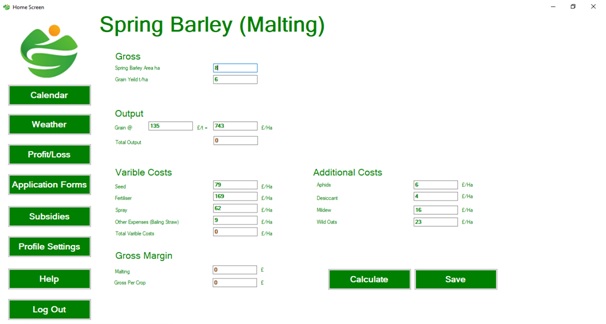 Home Screen
Spring Barley (Malting)
Gross
Spring Barley Area ha 8
Grain Yield t/ha 6
Calendar
Weather
Profit/Loss
Application Forms
Subsidies
Profile Settings
Help
Log Out
Output
Grain @ 135 £/t = 743 £/Ha
Total Output 0
Varible Costs
Seed 79 £/Ha
Fertiliser 169 £/Ha
Spray 62 £/Ha
Other Expenses (Baling Straw) 9 £/Ha
Total Varible Costs 0 £/Ha
Additional Costs
Aphids 6 £/Ha
Desiccant 4 £/Ha
Mildew 16 £/Ha
Wild Oats 23 £/Ha
Gross Margin
Malting 0 £
Gross Per Crop 0 £
Calculate
Save